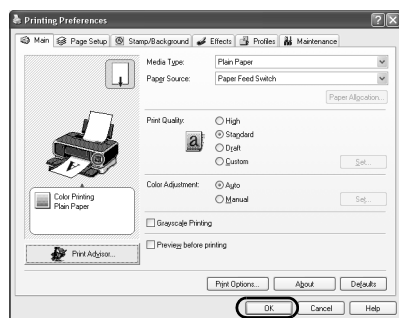 Printing Preferences
Main Page Setup Stamp/Background Effects Profiles Maintenance
Media Type: Plain Paper
Paper Source: Paper Feed Switch
Paper Allocation...
Print Quality: High
Standard
Draft
Custom Set...
Color Printing
Plain Paper
Color Adjustment: Auto
Manual Set...
Grayscale Printing
Preview before printing
Print Advisor...
Print Options... About Defaults
OK Cancel Help